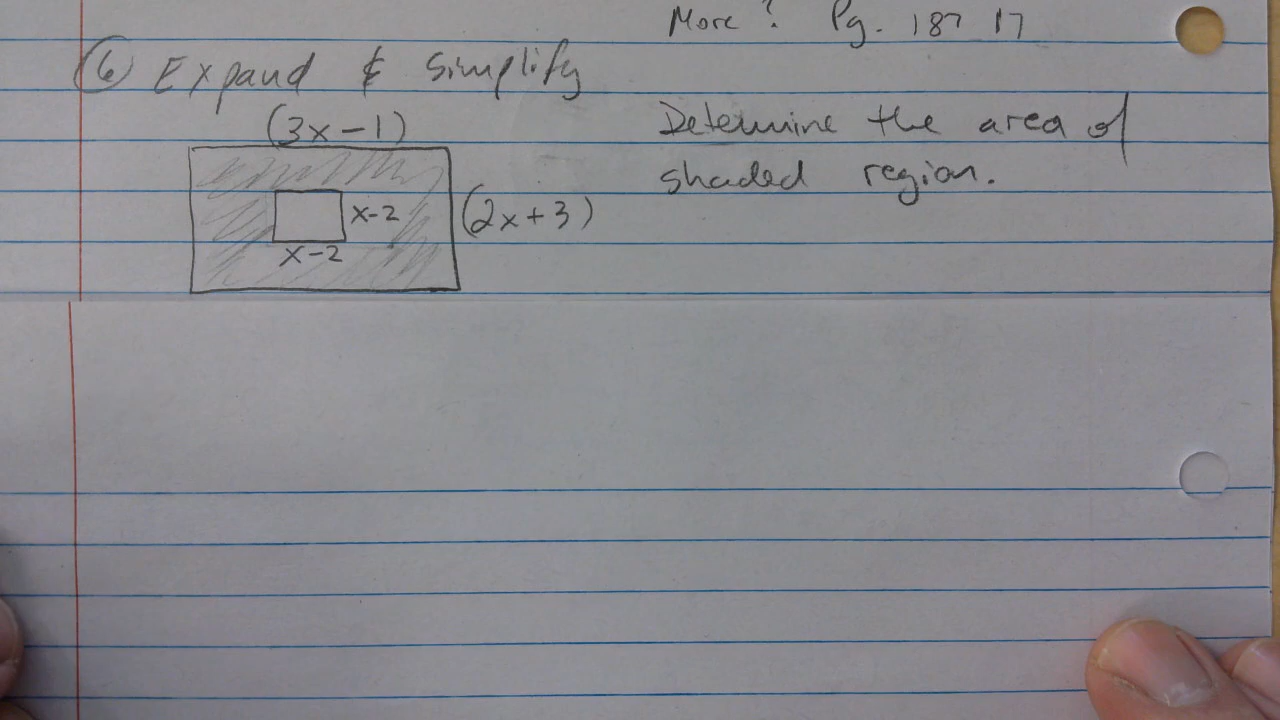 More? Pg. 187 17
6 Expand & Simplify
(3x-1)
Determine the area of
shaded region.
x-2
(2x+3)
x-2